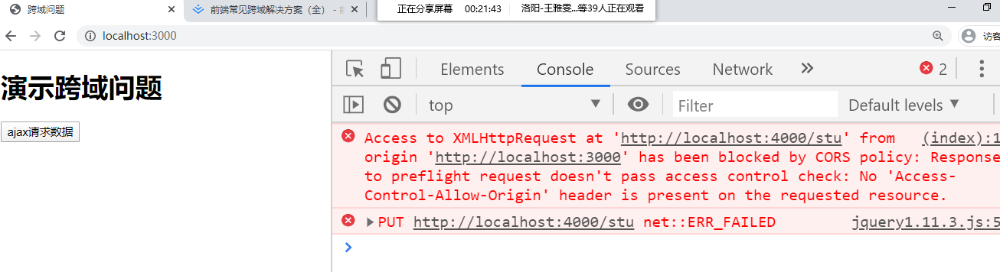 跨域问题
前端常见跨域解决方案（全） -
正在分享屏幕 00:21:43 洛阳-王雅雯...等39人正在观看
localhost:3000
访客
演示跨域问题
ajax请求数据
Elements Console Sources Network 2
top Filter Default levels
Access to XMLHttpRequest at 'http://localhost:4000/stu' from (index):1
origin 'http://localhost:3000' has been blocked by CORS policy: Response
to preflight request doesn't pass access control check: No 'Access-
Control-Allow-Origin' header is present on the requested resource.
PUT http://localhost:4000/stu net::ERR_FAILED jquery1.11.3.js:5